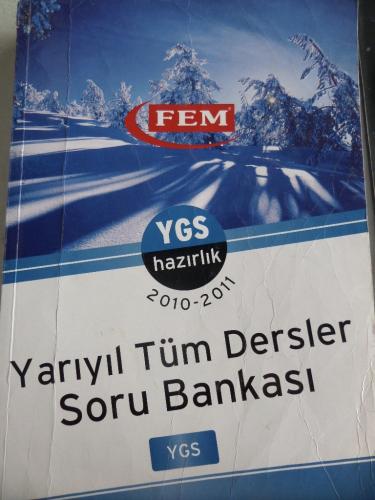 FEM
YGS
hazırlık
2010-2011
Yarıyıl Tüm Dersler
Soru Bankası
YGS